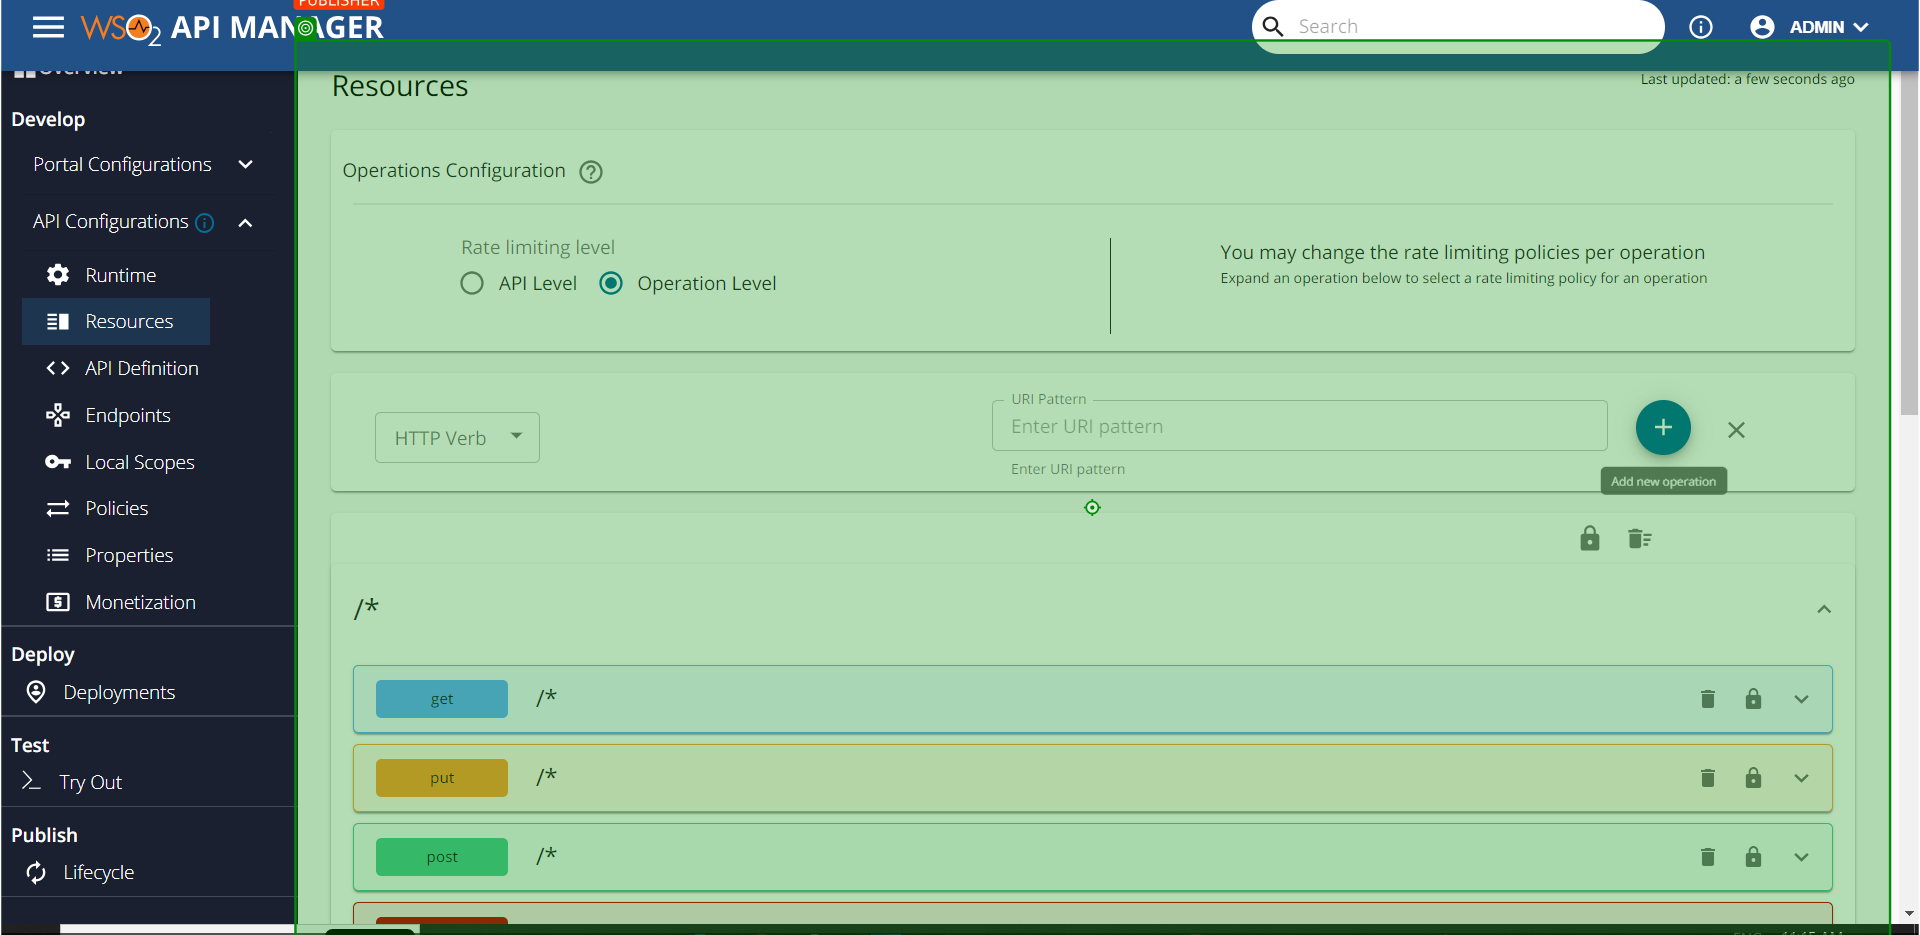 PUBLISHER
WSO2 API MANAGER
Search
ADMIN
Overview
Develop
Portal Configurations
API Configurations
Runtime
Resources
API Definition
Endpoints
Local Scopes
Policies
Properties
Monetization
Deploy
Deployments
Test
Try Out
Publish
Lifecycle
Resources
Last updated: a few seconds ago
Operations Configuration
Rate limiting level
API Level
Operation Level
You may change the rate limiting policies per operation
Expand an operation below to select a rate limiting policy for an operation
HTTP Verb
URI Pattern
Enter URI pattern
Enter URI pattern
Add new operation
/*
get /*
put /*
post /*